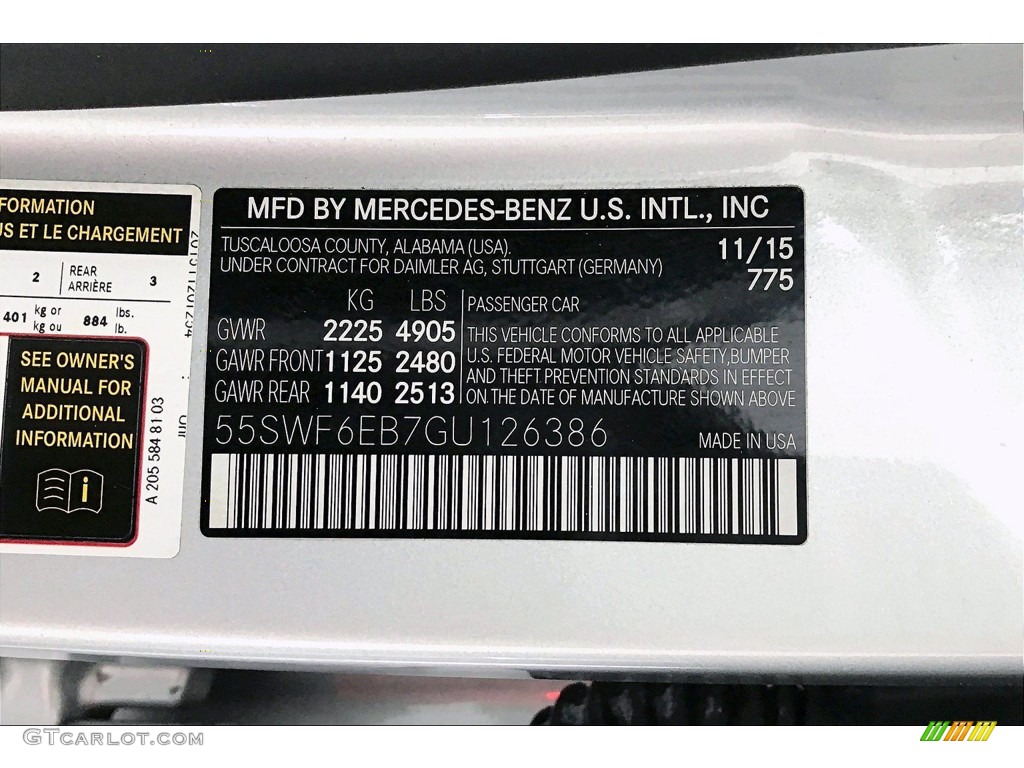 FORMATION
US ET LE CHARGEMENT
2 REAR ARRIÈRE 3
401 kg or kg ou 884 lbs. lb.
SEE OWNER'S
MANUAL FOR
ADDITIONAL
INFORMATION
i
A 205 584 81 03
MFD BY MERCEDES-BENZ U.S. INTL., INC
TUSCALOOSA COUNTY, ALABAMA (USA). 11/15
UNDER CONTRACT FOR DAIMLER AG, STUTTGART (GERMANY) 775
KG LBS
GVWR 2225 4905
GAWR FRONT 1125 2480
GAWR REAR 1140 2513
PASSENGER CAR
THIS VEHICLE CONFORMS TO ALL APPLICABLE
U.S. FEDERAL MOTOR VEHICLE SAFETY,BUMPER
AND THEFT PREVENTION STANDARDS IN EFFECT
ON THE DATE OF MANUFACTURE SHOWN ABOVE
55SWF6EB7GU126386 MADE IN USA
GTCarlot.com